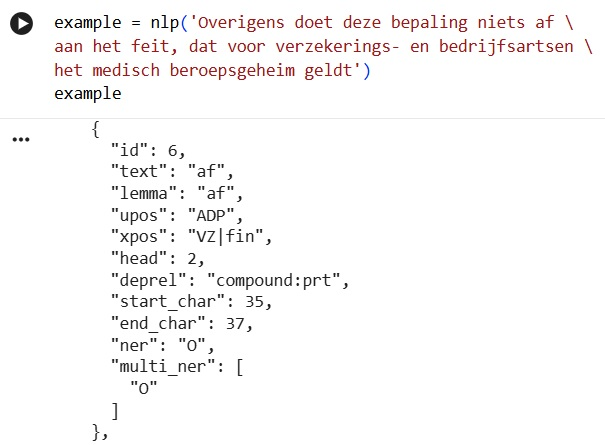 example = nlp('Overigens doet deze bepaling niets af \
aan het feit, dat voor verzekerings- en bedrijfsartsen \
het medisch beroepsgeheim geldt')
example
{
"id": 6,
"text": "af",
"lemma": "af",
"upos": "ADP",
"xpos": "VZ|fin",
"head": 2,
"deprel": "compound:prt",
"start_char": 35,
"end_char": 37,
"ner": "O",
"multi_ner": [
"O"
]
},